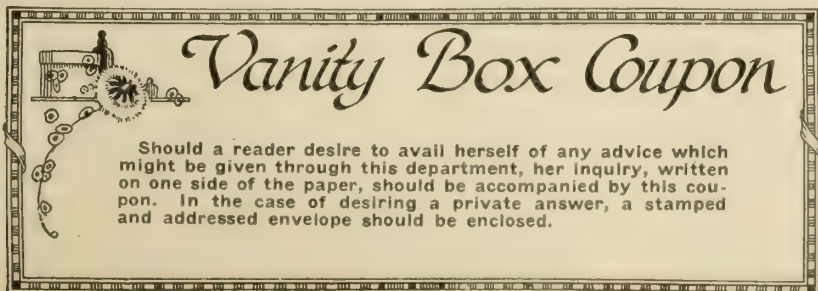 Vanity Box Coupon
Should a reader desire to avail herself of any advice which
might be given through this department, her inquiry, written
on one side of the paper, should be accompanied by this cou-
pon. In the case of desiring a private answer, a stamped
and addressed envelope should be enclosed.